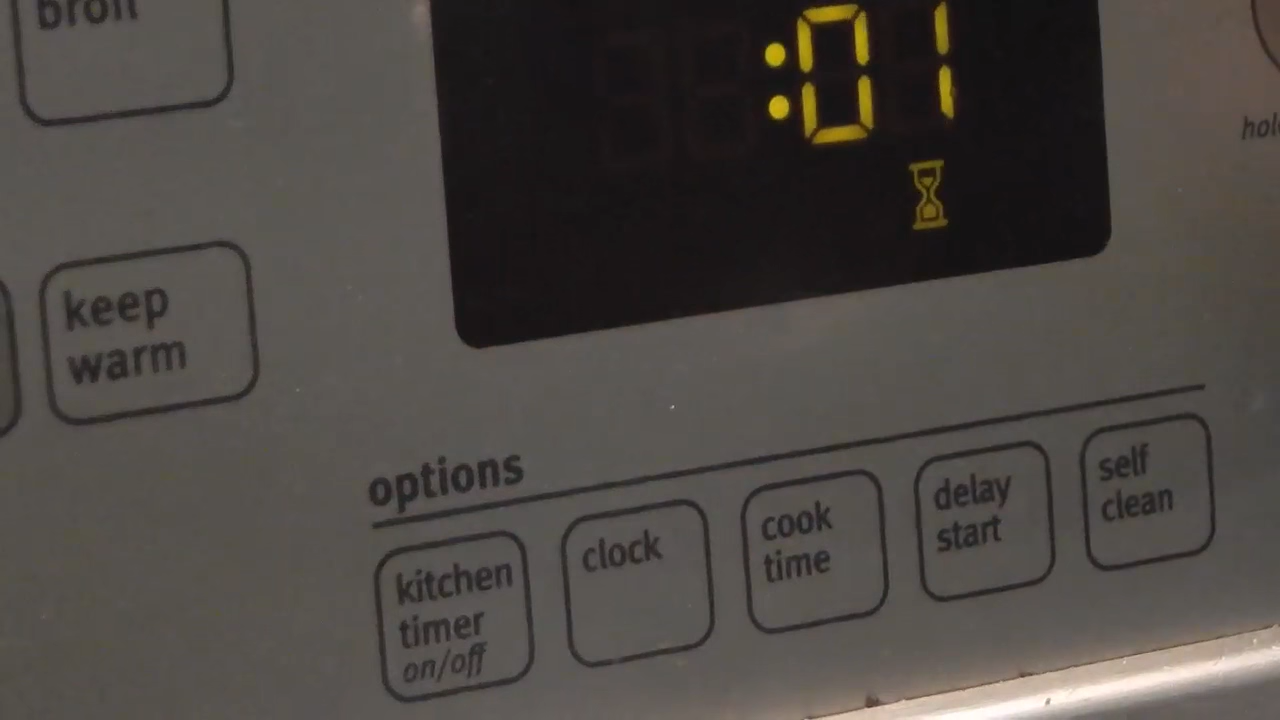 broil
:01
keep
warm
options
kitchen
timer
on/off
clock
cook
time
delay
start
self
clean